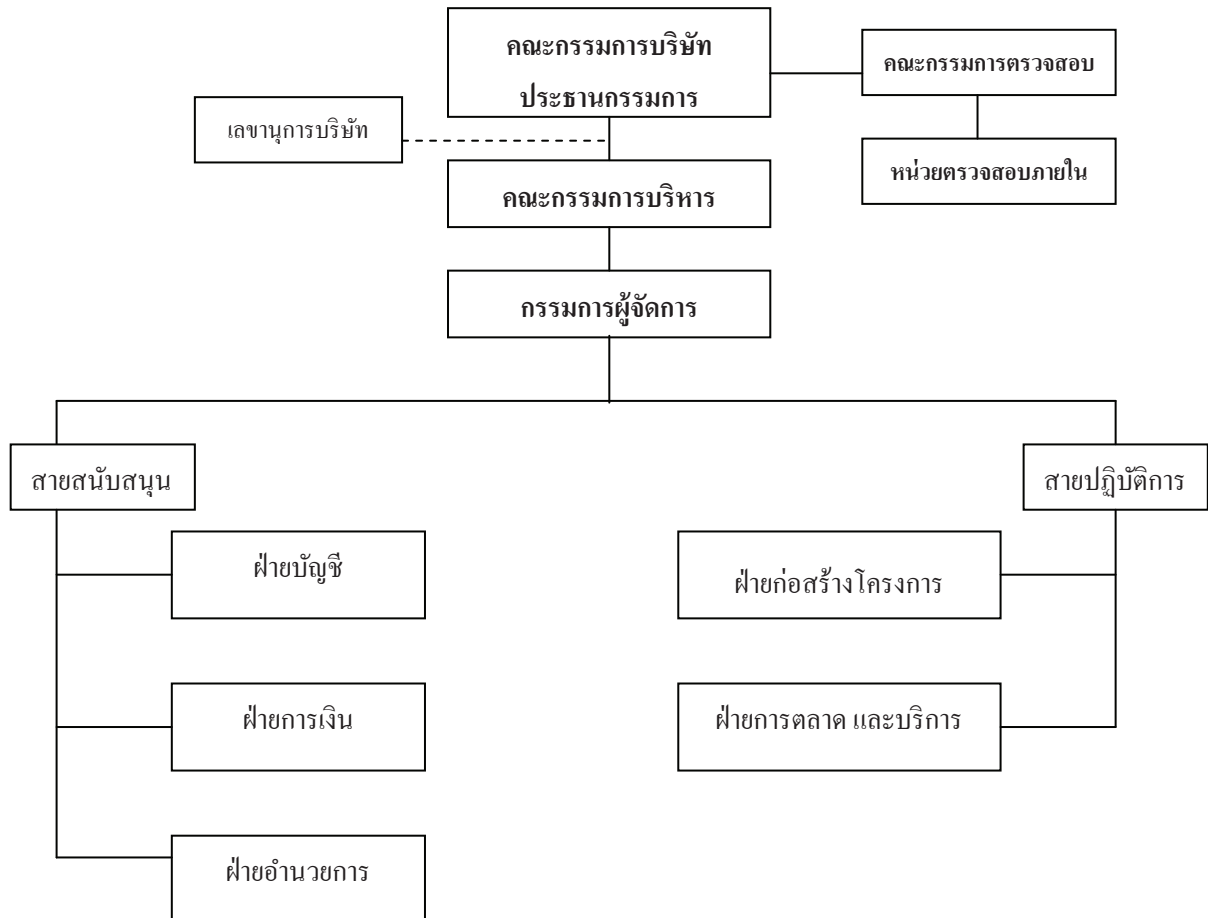 คณะกรรมการบริษัท
ประธานกรรมการ
คณะกรรมการตรวจสอบ
เลขานุการบริษัท
หน่วยตรวจสอบภายใน
คณะกรรมการบริหาร
กรรมการผู้จัดการ
สายสนับสนุน
สายปฏิบัติการ
ฝ่ายบัญชี
ฝ่ายก่อสร้างโครงการ
ฝ่ายการเงิน
ฝ่ายการตลาด และบริการ
ฝ่ายอำนวยการ